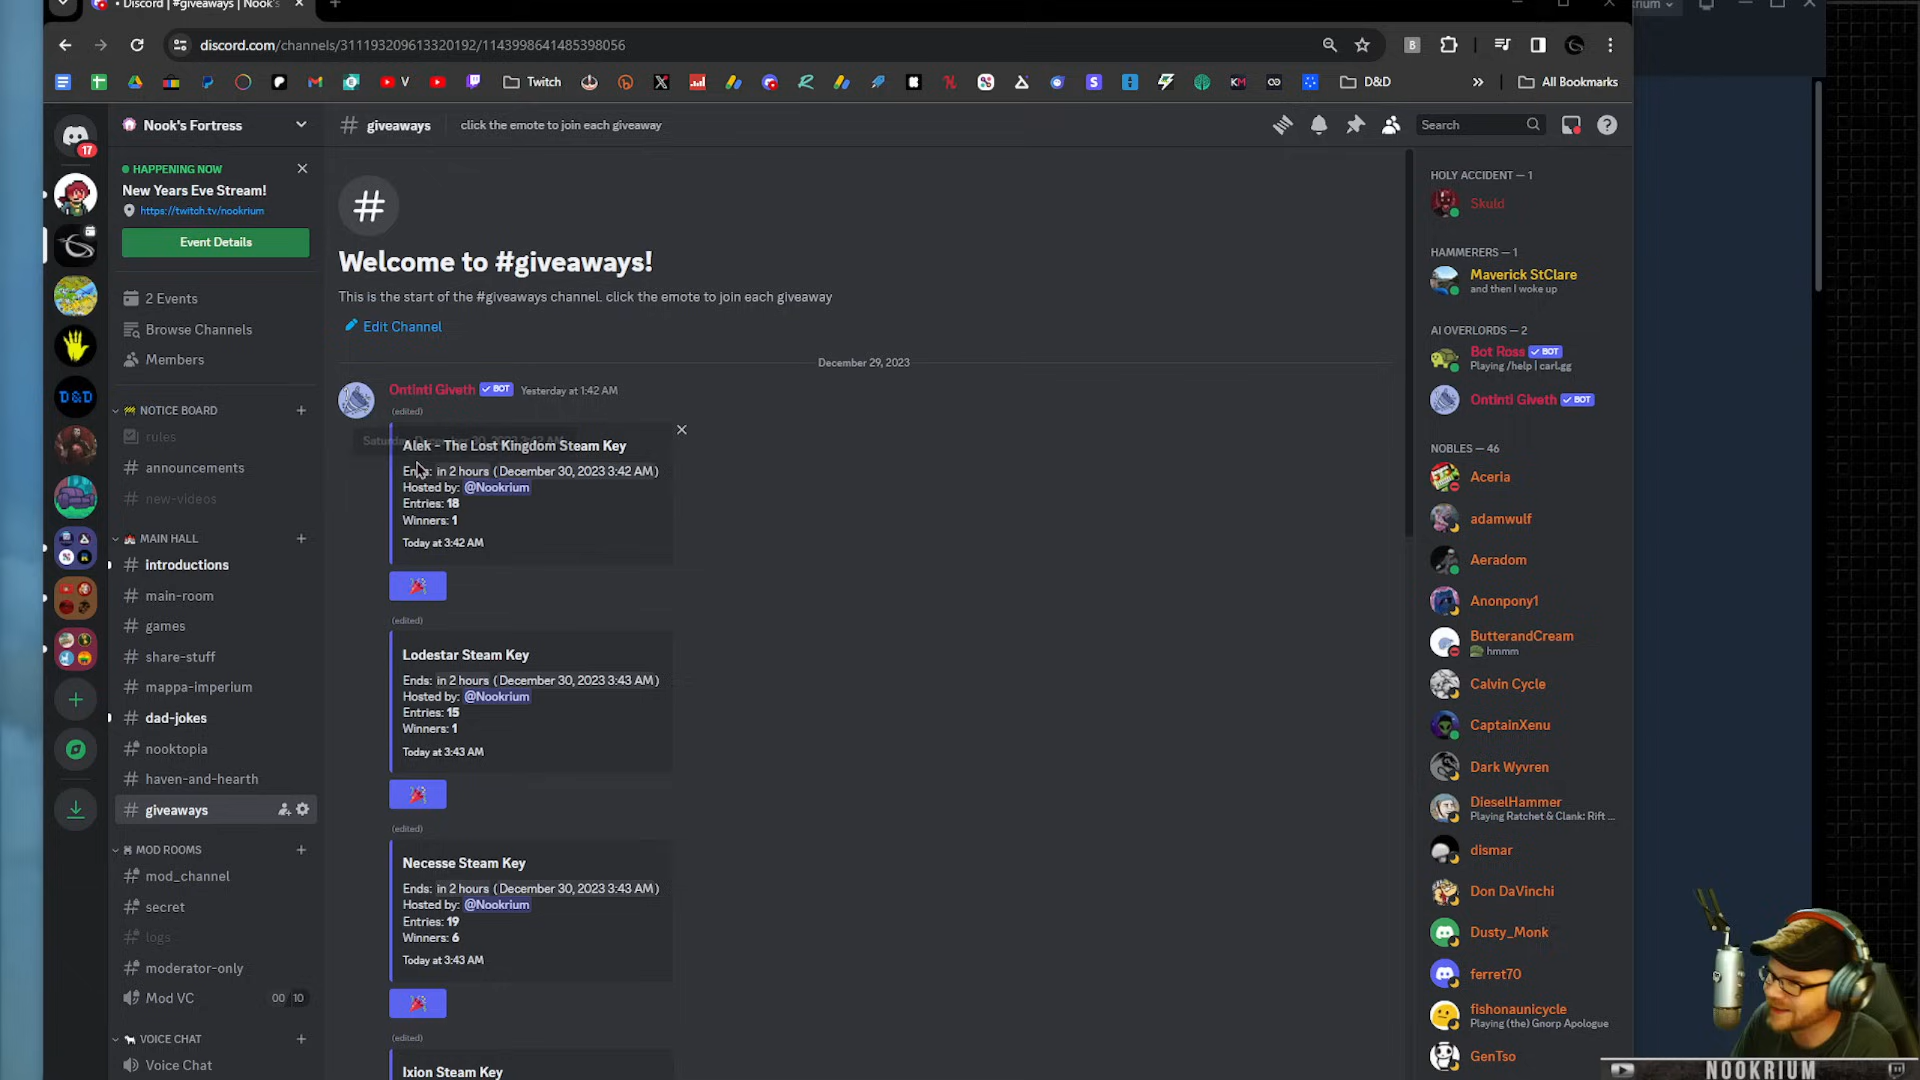 Discord | #giveaways | Nook's
discord.com/channels/311193209613320192/1143998641485398056
V
Twitch
D&D
All Bookmarks
17
Nook's Fortress
giveaways
click the emote to join each giveaway
Search
HAPPENING NOW
New Years Eve Stream!
https://twitch.tv/nookrium
Event Details
2 Events
Browse Channels
Members
NOTICE BOARD
rules
announcements
new-videos
MAIN HALL
introductions
main-room
games
share-stuff
mappa-imperium
dad-jokes
nooktopia
haven-and-hearth
giveaways
MOD ROOMS
mod_channel
secret
logs
moderator-only
Mod VC 00 10
VOICE CHAT
Voice Chat
D&D
Welcome to #giveaways!
This is the start of the #giveaways channel. click the emote to join each giveaway
Edit Channel
December 29, 2023
Ontinti Giveth BOT Yesterday at 1:42 AM
(edited)
Alek - The Lost Kingdom Steam Key
Ends: in 2 hours (December 30, 2023 3:42 AM)
Hosted by: @Nookrium
Entries: 18
Winners: 1
Today at 3:42 AM
(edited)
Lodestar Steam Key
Ends: in 2 hours (December 30, 2023 3:43 AM)
Hosted by: @Nookrium
Entries: 15
Winners: 1
Today at 3:43 AM
(edited)
Necesse Steam Key
Ends: in 2 hours (December 30, 2023 3:43 AM)
Hosted by: @Nookrium
Entries: 19
Winners: 6
Today at 3:43 AM
(edited)
Ixion Steam Key
HOLY ACCIDENT — 1
Skuld
HAMMERERS — 1
Maverick StClare
and then I woke up
AI OVERLORDS — 2
Bot Ross BOT
Playing /help | carl.gg
Ontinti Giveth BOT
NOBLES — 46
Aceria
adamwulf
Aeradom
Anonpony1
ButterandCream
hmmm
Calvin Cycle
CaptainXenu
Dark Wyvren
DieselHammer
Playing Ratchet & Clank: Rift ...
dismar
Don DaVinchi
Dusty_Monk
ferret70
fishonaunicycle
Playing (the) Gnorp Apologue
GenTso
NOOKRIUM